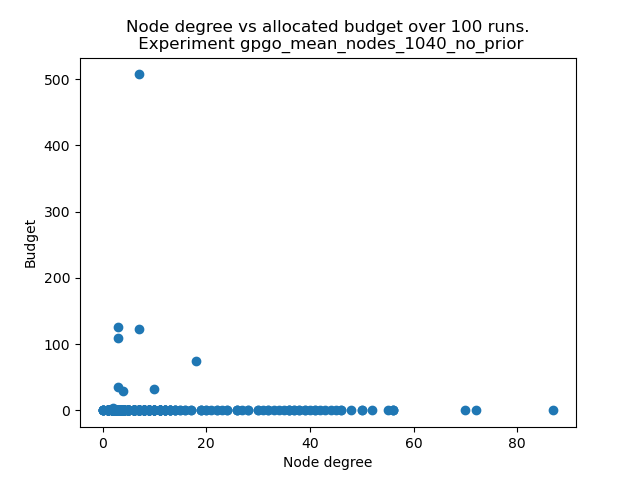 Node degree vs allocated budget over 100 runs.
Experiment gpgo_mean_nodes_1040_no_prior
500
400
300
200
100
0
Budget
0 20 40 60 80
Node degree